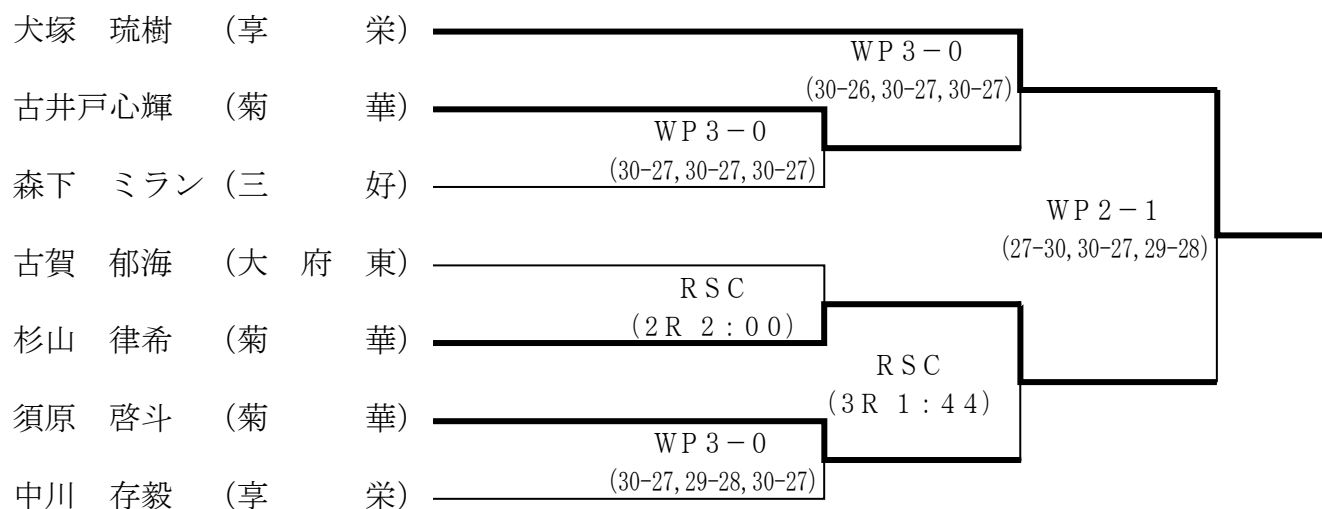 犬塚　琉樹　（享　　　栄）
WP3－0
(30-26, 30-27, 30-27)
古井戸心輝　（菊　　　華）
WP3－0
(30-27, 30-27, 30-27)
森下　ミラン（三　　　好）
WP2－1
(27-30, 30-27, 29-28)
古賀　郁海　（大　府　東）
RSC
(2R 2:00)
杉山　律希　（菊　　　華）
RSC
(3R 1:44)
須原　啓斗　（菊　　　華）
WP3－0
(30-27, 29-28, 30-27)
中川　存毅　（享　　　栄）